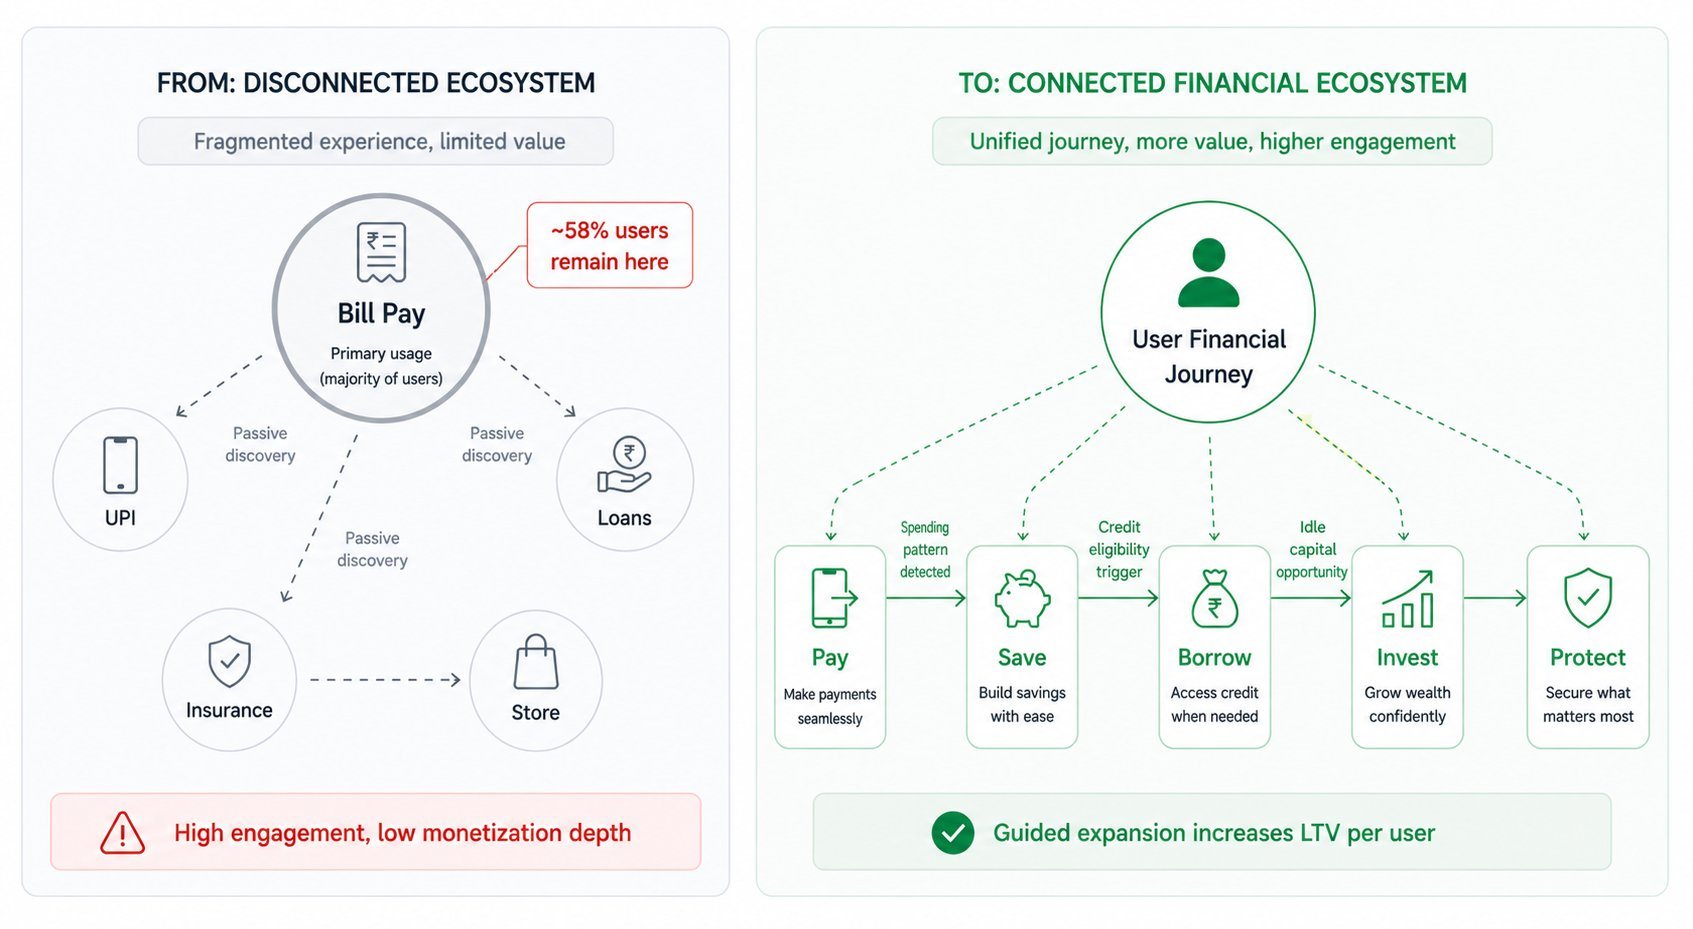 FROM: DISCONNECTED ECOSYSTEM
Fragmented experience, limited value
₹
Bill Pay
Primary usage
(majority of users)
~58% users
remain here
Passive
discovery
Passive
discovery
UPI
₹
Loans
Passive
discovery
Insurance
Store
High engagement, low monetization depth
TO: CONNECTED FINANCIAL ECOSYSTEM
Unified journey, more value, higher engagement
User Financial
Journey
Spending
pattern
detected
Credit
eligibility
trigger
Idle
capital
opportunity
Pay
Make payments
seamlessly
Save
Build savings
with ease
₹
Borrow
Access credit
when needed
Invest
Grow wealth
confidently
Protect
Secure what
matters most
Guided expansion increases LTV per user